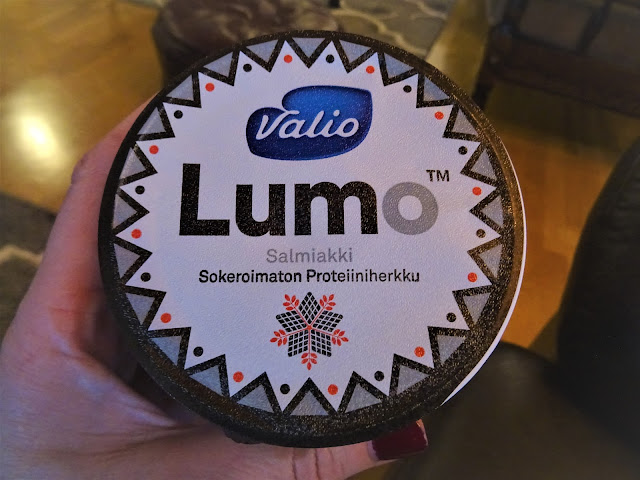 Valio
Lumo™
Salmiakki
Sokeroimaton Proteiiniherkku